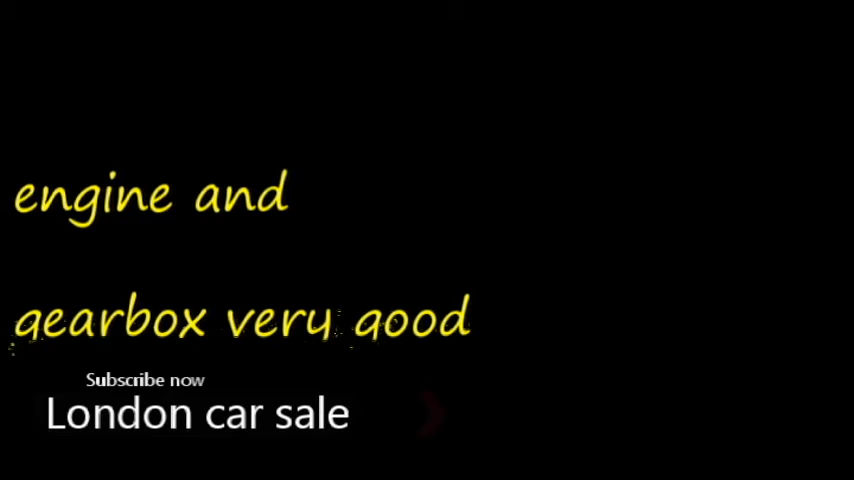 engine and
gearbox very good
Subscribe now
London car sale